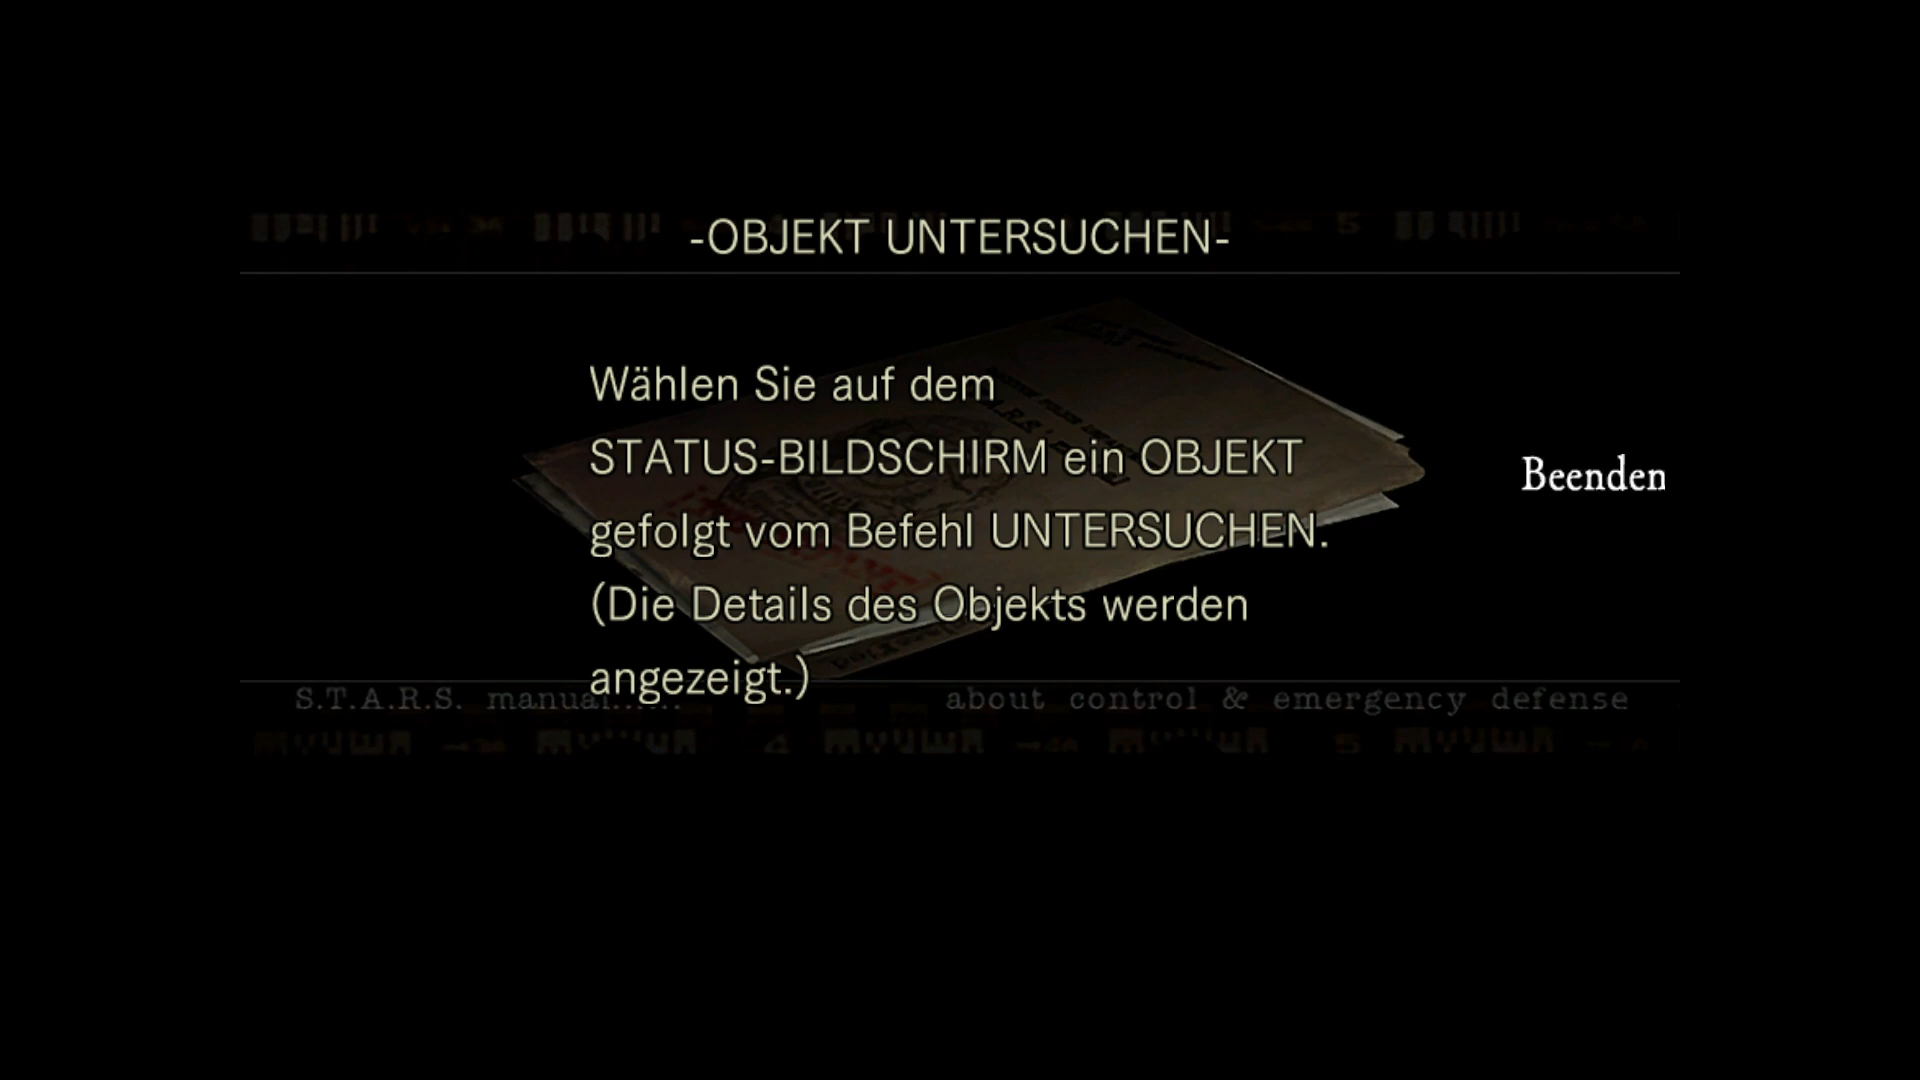 -OBJEKT UNTERSUCHEN-
Wählen Sie auf dem
STATUS-BILDSCHIRM ein OBJEKT
gefolgt vom Befehl UNTERSUCHEN.
(Die Details des Objekts werden
angezeigt.)
Beenden
S.T.A.R.S. manual...... about control & emergency defense